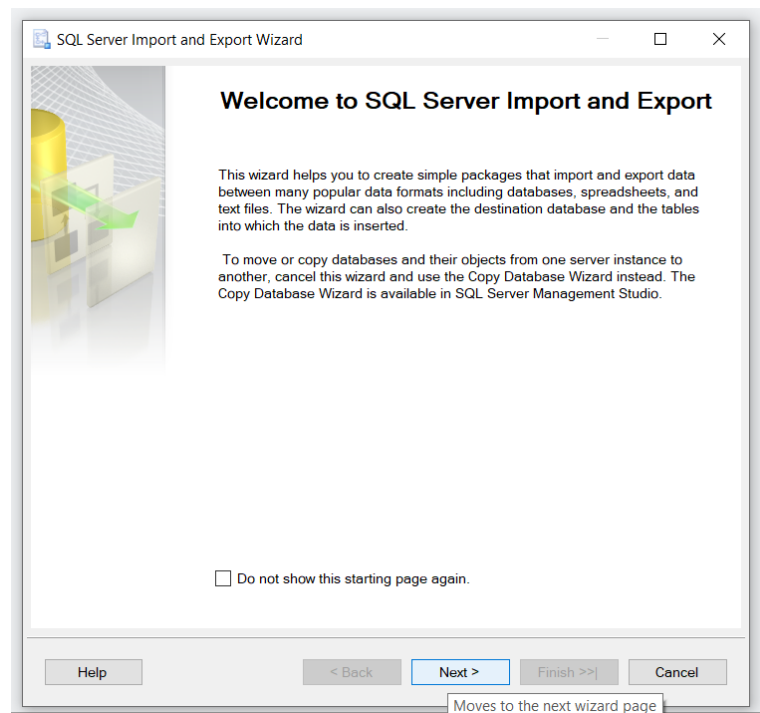 SQL Server Import and Export Wizard
Welcome to SQL Server Import and Export
This wizard helps you to create simple packages that import and export data
between many popular data formats including databases, spreadsheets, and
text files. The wizard can also create the destination database and the tables
into which the data is inserted.
To move or copy databases and their objects from one server instance to
another, cancel this wizard and use the Copy Database Wizard instead. The
Copy Database Wizard is available in SQL Server Management Studio.
Do not show this starting page again.
Help
< Back
Next >
Finish >>|
Cancel
Moves to the next wizard page